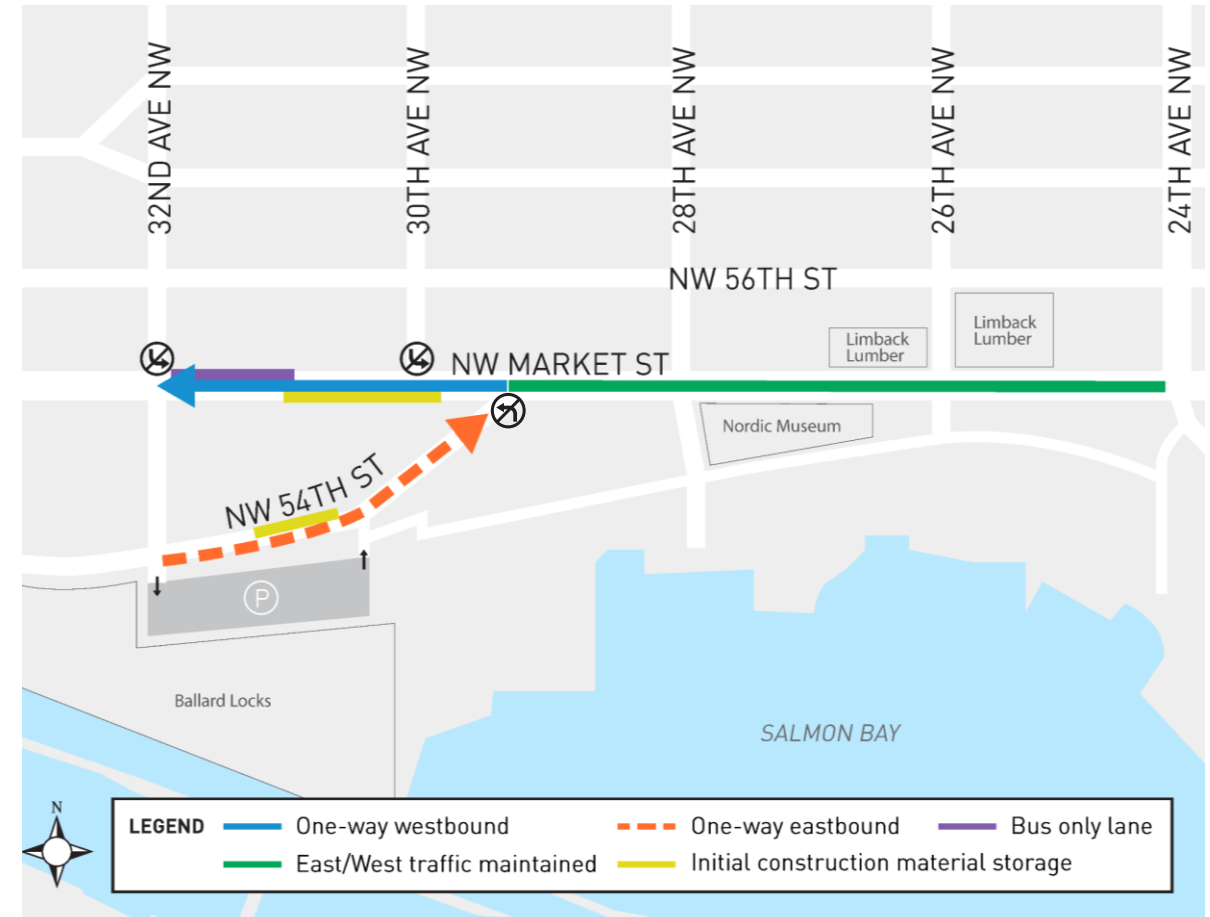 32ND AVE NW
30TH AVE NW
28TH AVE NW
26TH AVE NW
24TH AVE NW
NW 56TH ST
Limback
Lumber
Limback
Lumber
NW MARKET ST
Nordic Museum
NW 54TH ST
P
Ballard Locks
SALMON BAY
N
LEGEND
One-way westbound
One-way eastbound
Bus only lane
East/West traffic maintained
Initial construction material storage